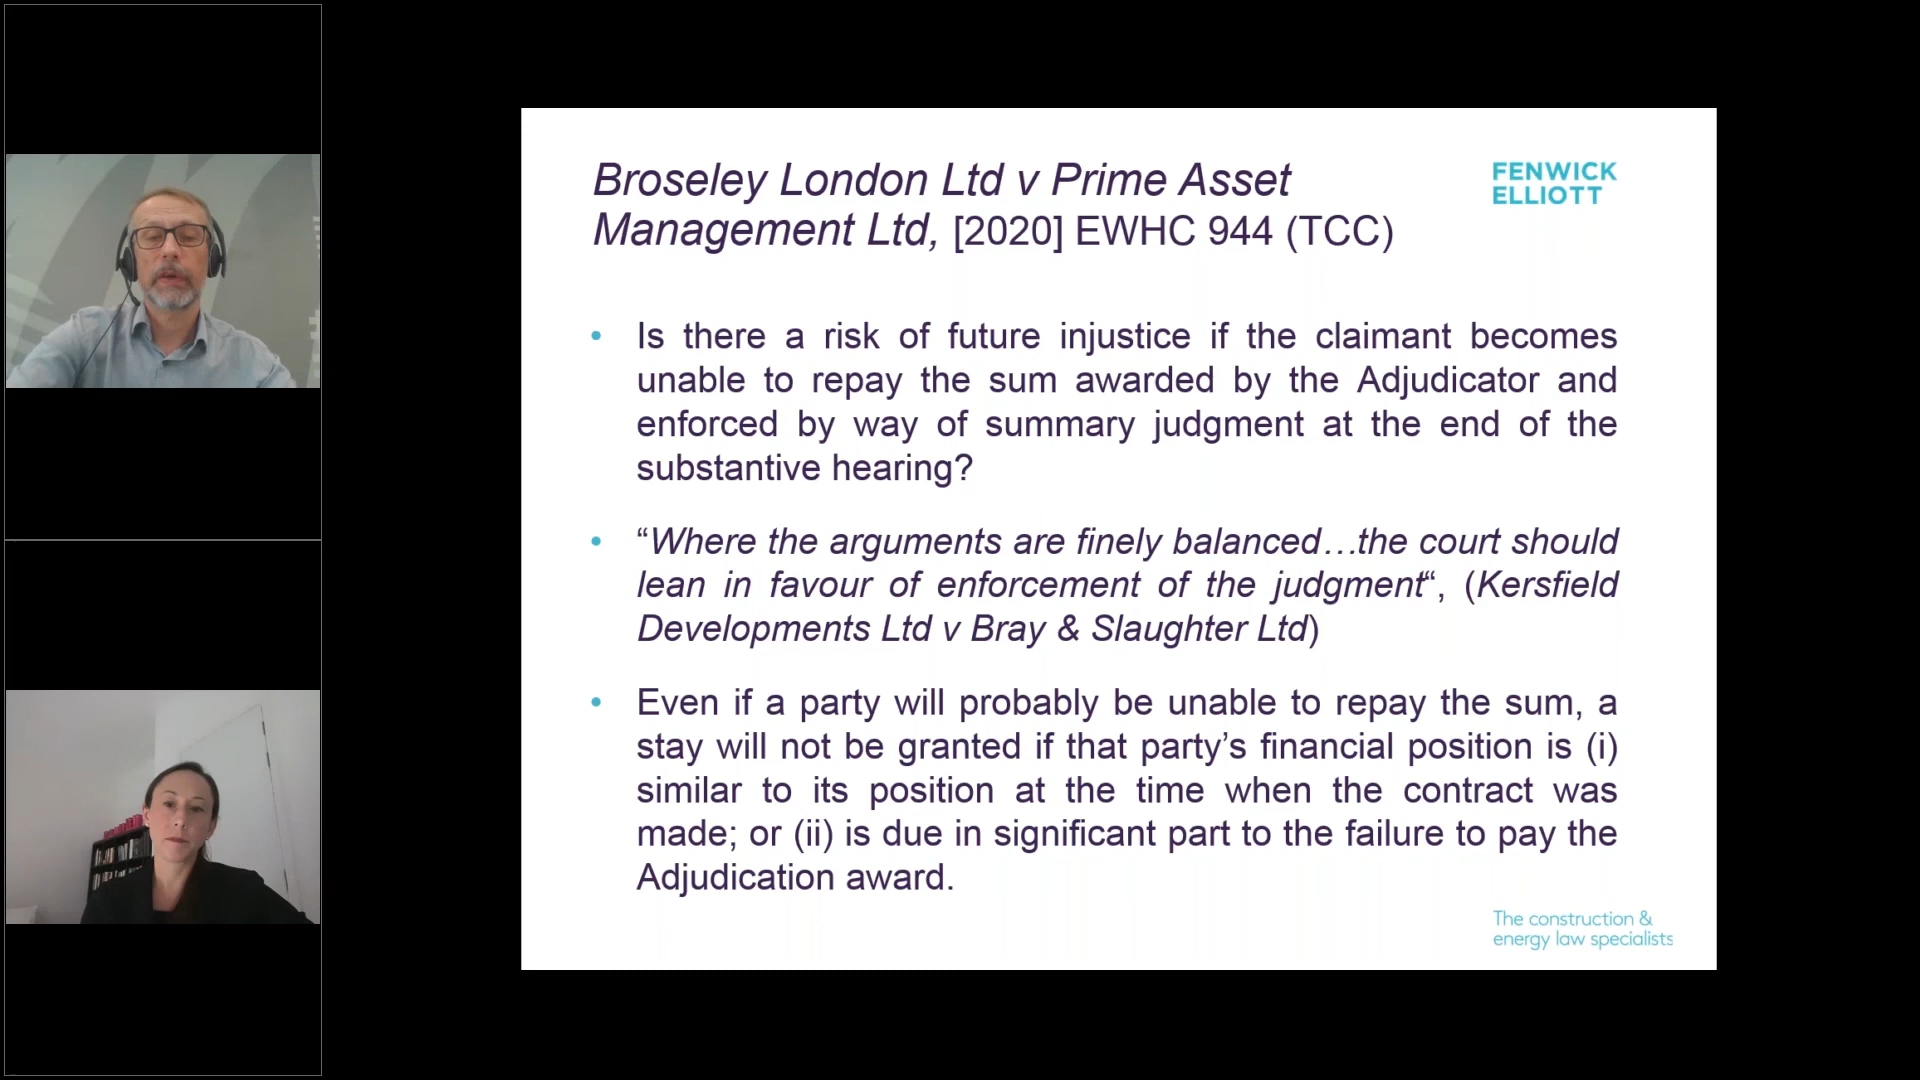 Broseley London Ltd v Prime Asset
Management Ltd, [2020] EWHC 944 (TCC)
FENWICK
ELLIOTT
• Is there a risk of future injustice if the claimant becomes
unable to repay the sum awarded by the Adjudicator and
enforced by way of summary judgment at the end of the
substantive hearing?
• “Where the arguments are finely balanced…the court should
lean in favour of enforcement of the judgment“, (Kersfield
Developments Ltd v Bray & Slaughter Ltd)
• Even if a party will probably be unable to repay the sum, a
stay will not be granted if that party’s financial position is (i)
similar to its position at the time when the contract was
made; or (ii) is due in significant part to the failure to pay the
Adjudication award.
The construction &
energy law specialists